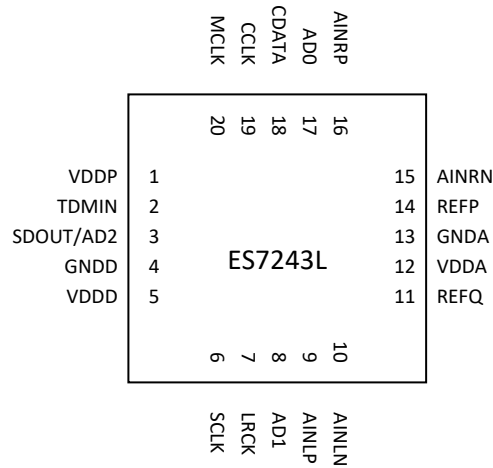 MCLK CCLK CDATA AD0 AINRP
20 19 18 17 16
VDDP 1 15 AINRN
TDMIN 2 14 REFP
SDOUT/AD2 3 13 GNDA
GNDD 4 ES7243L 12 VDDA
VDDD 5 11 REFQ
6 7 8 9 10
SCLK LRCK AD1 AINLP AINLN